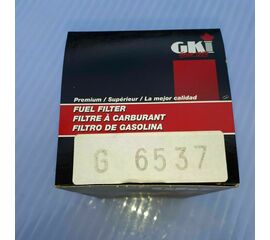 GKI
Premium / Supérieur / La mejor calidad
FUEL FILTER
FILTRE À CARBURANT
FILTRO DE GASOLINA
G 6537